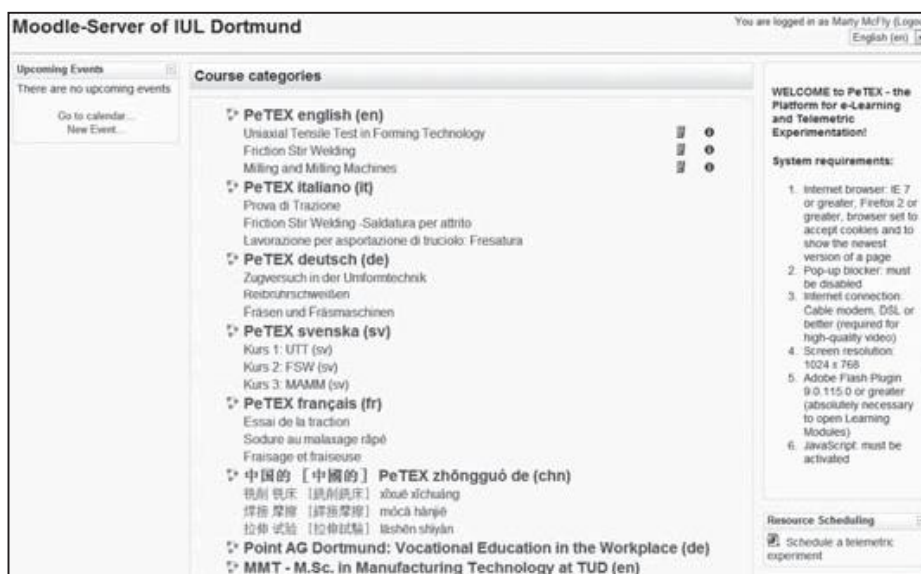 Moodle-Server of IUL Dortmund
You are logged in as Marty McFly (Logou
English (en)
Upcoming Events
There are no upcoming events
Go to calendar...
New Event...
Course categories
PeTEX english (en)
Uniaxial Tensile Test in Forming Technology
Friction Stir Welding
Milling and Milling Machines
PeTEX italiano (it)
Prova di Trazione
Friction Stir Welding -Saldatura per attrito
Lavorazione per asportazione di truciolo: Fresatura
PeTEX deutsch (de)
Zugversuch in der Umformtechnik
Reibrührschweißen
Fräsen und Fräsmaschinen
PeTEX svenska (sv)
Kurs 1: UTT (sv)
Kurs 2: FSW (sv)
Kurs 3: MAMM (sv)
PeTEX français (fr)
Essai de la traction
Sodure au malaxage râpé
Fraisage et fraiseuse
中国的 [中國的] PeTEX zhōngguó de (chn)
铣削 铣床 [銑削銑床] xǐxuē xǐchuáng
焊接 摩擦 [銲接摩擦] mócā hànjiē
拉伸 试验 [拉伸試驗] lāshēn shìyàn
Point AG Dortmund: Vocational Education in the Workplace (de)
MMT - M.Sc. in Manufacturing Technology at TUD (en)
WELCOME to PeTEX - the
Platform for e-Learning
and Telemetric
Experimentation!
System requirements:
1. Internet browser: IE 7
or greater, Firefox 2 or
greater, browser set to
accept cookies and to
show the newest
version of a page
2. Pop-up blocker: must
be disabled
3. Internet connection:
Cable modem, DSL or
better (required for
high-quality video)
4. Screen resolution:
1024 x 768
5. Adobe Flash Plugin
9.0.115.0 or greater
(absolutely necessary
to open Learning
Modules)
6. JavaScript: must be
activated
Resource Scheduling
Schedule a telemetric
experiment